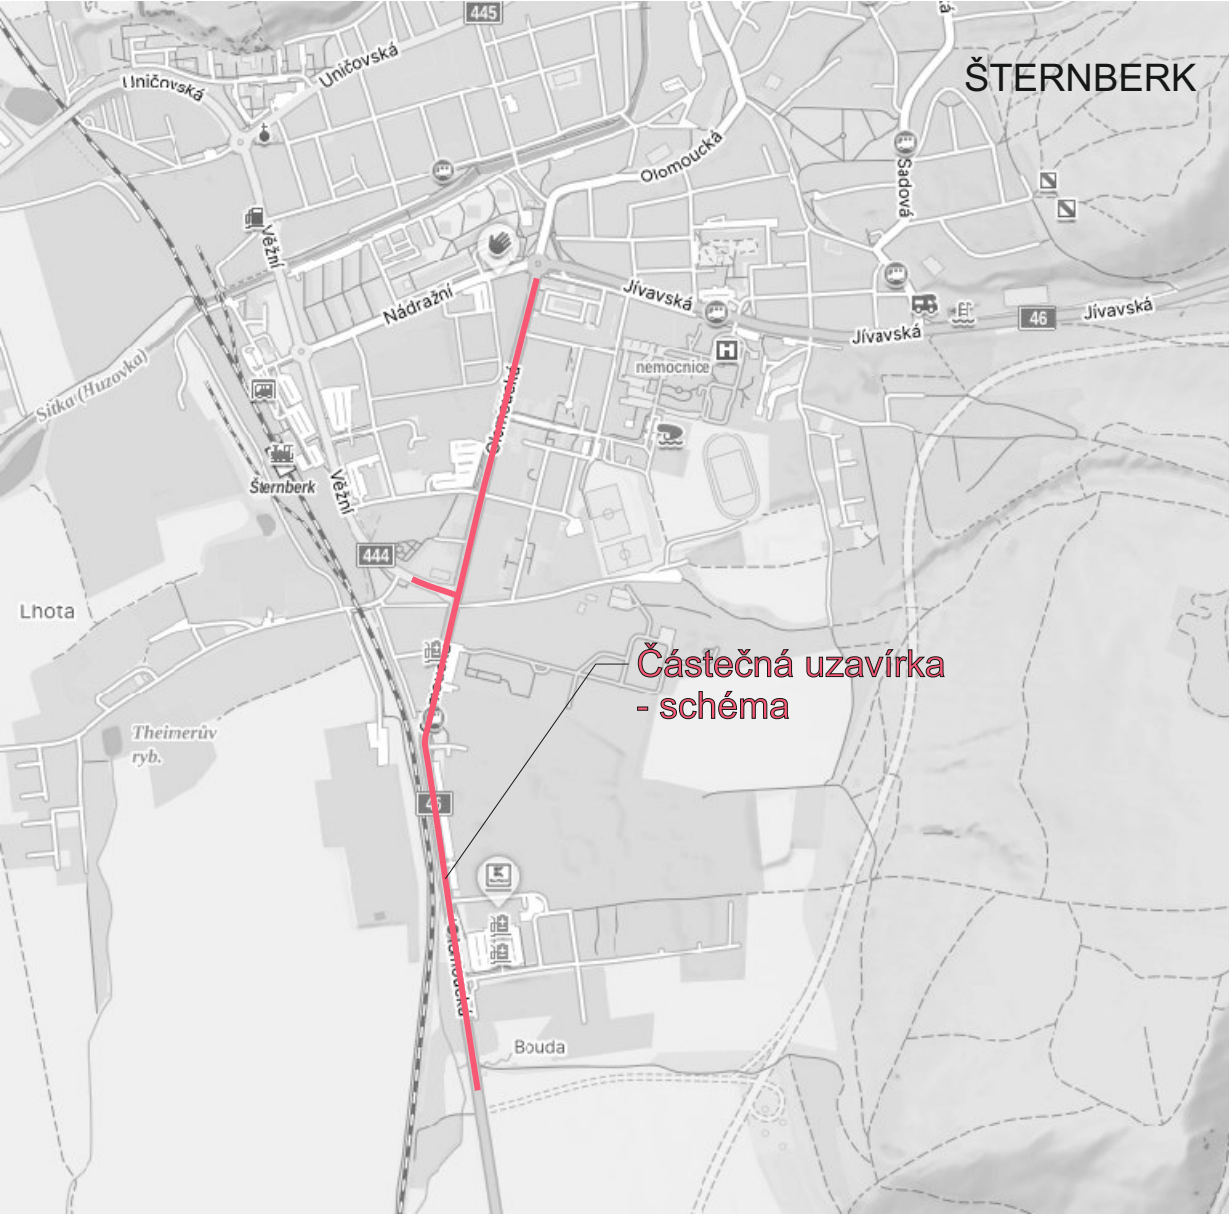 445
ŠTERNBERK
Uničovská
Uničovská
Olomoucká
Sadová
Věžní
Nádražní
Jívavská
Jívavská
46
Jívavská
nemocnice
H
Sitka (Huzovka)
Olomoucká
Věžní
Šternberk
444
Lhota
Částečná uzavírka
- schéma
Theimerův
ryb.
46
Olomoucká
Bouda